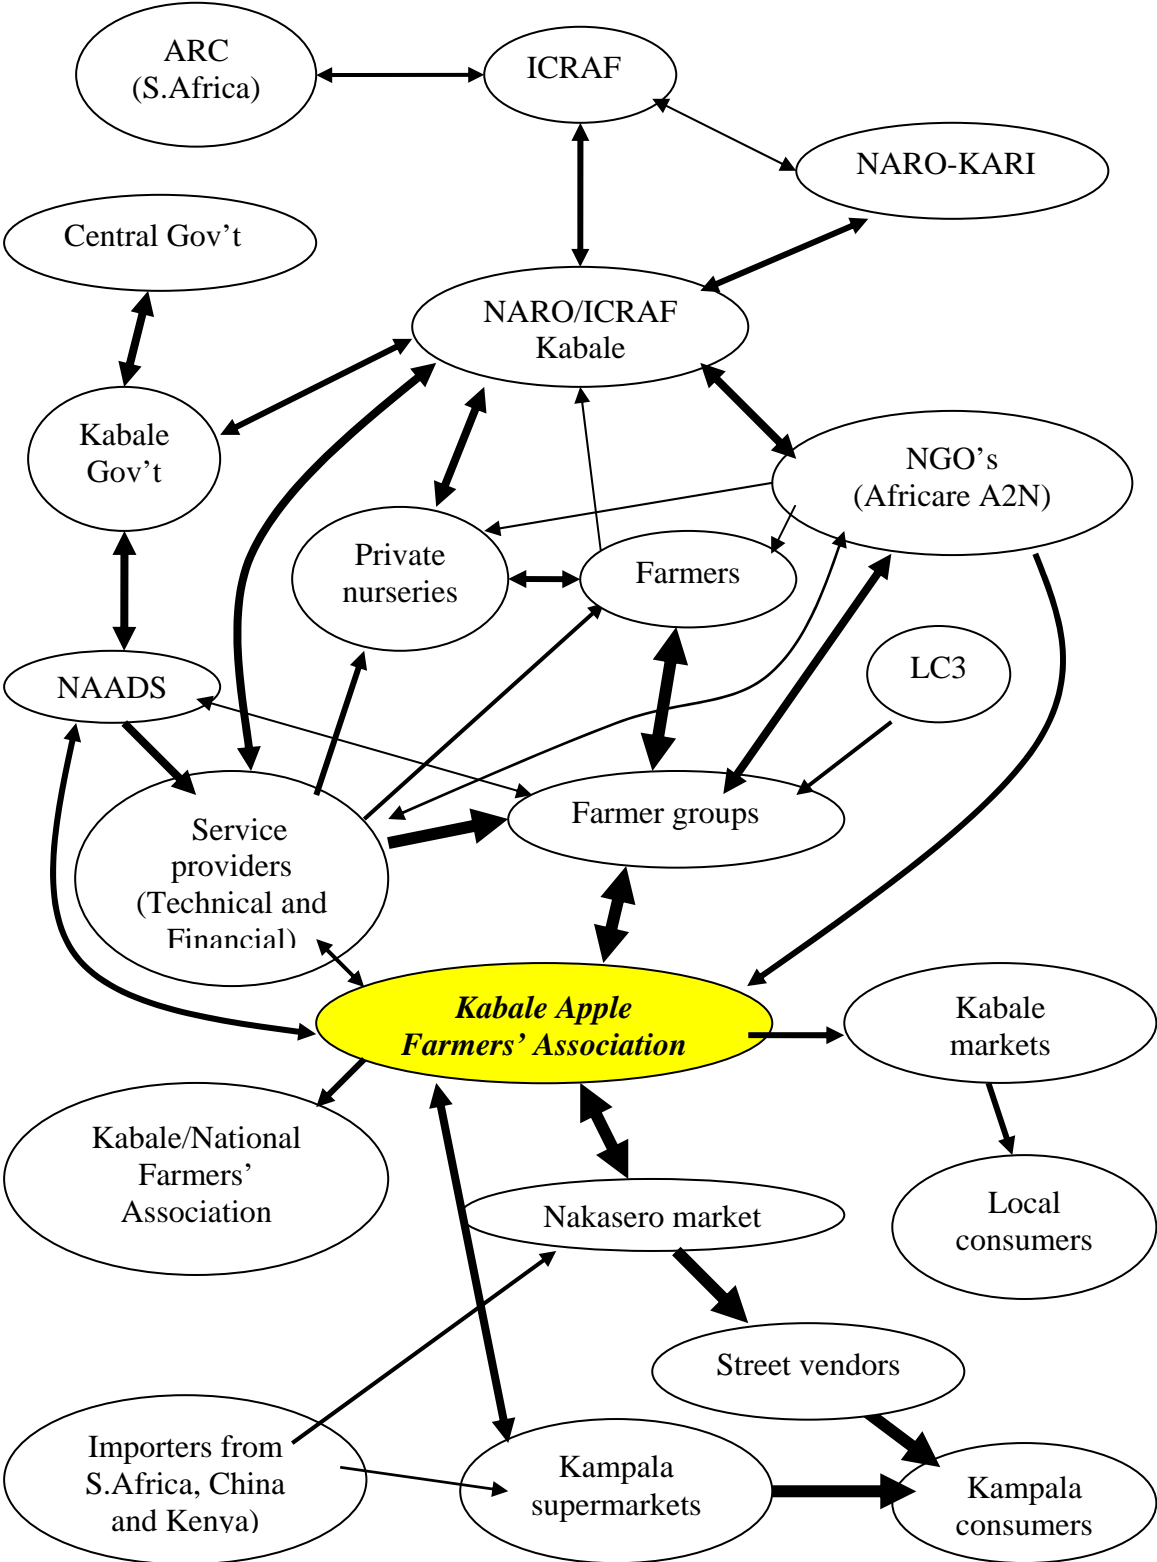 ARC
(S.Africa)
ICRAF
NARO-KARI
Central Gov’t
NARO/ICRAF
Kabale
Kabale
Gov’t
NGO’s
(Africare A2N)
Private
nurseries
Farmers
LC3
NAADS
Farmer groups
Service
providers
(Technical and
Financial)
Kabale Apple
Farmers’ Association
Kabale
markets
Kabale/National
Farmers’
Association
Nakasero market
Local
consumers
Street vendors
Importers from
S.Africa, China
and Kenya)
Kampala
supermarkets
Kampala
consumers